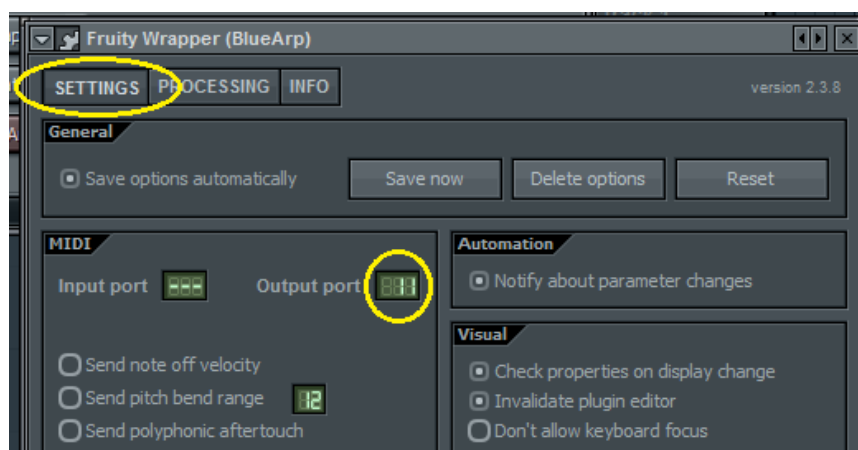 Fruity Wrapper (BlueArp)
SETTINGS PROCESSING INFO
version 2.3.8
General
Save options automatically
Save now
Delete options
Reset
MIDI
Input port ---
Output port 11
Send note off velocity
Send pitch bend range 12
Send polyphonic aftertouch
Automation
Notify about parameter changes
Visual
Check properties on display change
Invalidate plugin editor
Don't allow keyboard focus